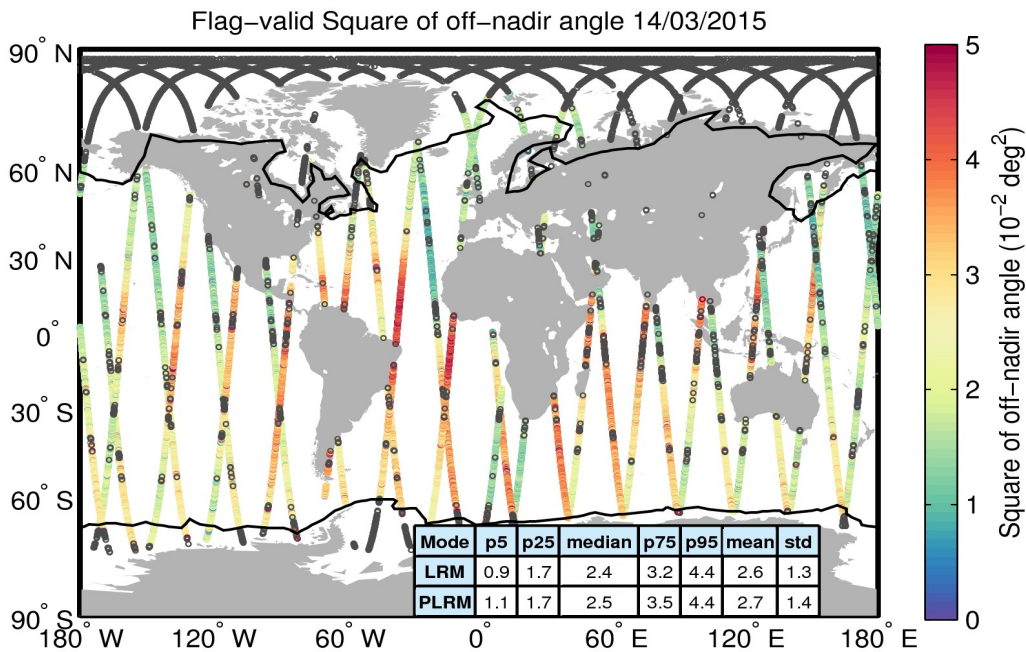 Flag-valid Square of off-nadir angle 14/03/2015
90° N
60° N
30° N
0°
30° S
60° S
90° S
180° W
120° W
60° W
0°
60° E
120° E
180° E
Mode p5 p25 median p75 p95 mean std
LRM 0.9 1.7 2.4 3.2 4.4 2.6 1.3
PLRM 1.1 1.7 2.5 3.5 4.4 2.7 1.4
5
4
3
2
1
0
Square of off-nadir angle (10⁻² deg²)